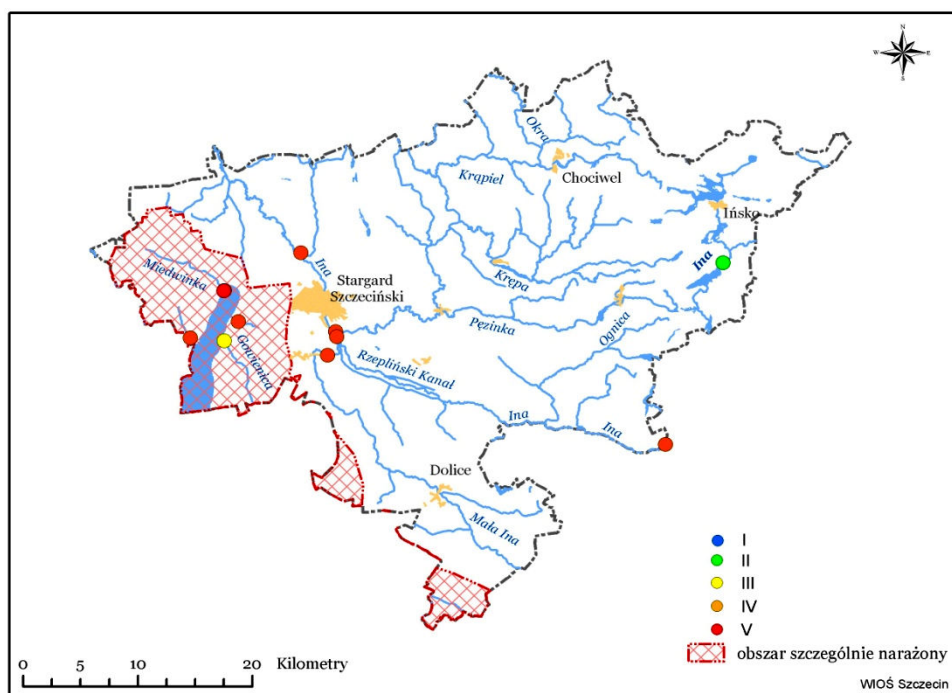 N
W E
S
Okra
Krąpiel
Chociwel
Ińsko
Ina
Miedwinka
Ina
Stargard
Szczeciński
Krępa
Pęzinka
Ognica
Gowienica
Rzepliński Kanał
Ina
Ina
Dolice
Mała Ina
I
II
III
IV
V
obszar szczególnie narażony
0 5 10 20 Kilometry
WIOŚ Szczecin